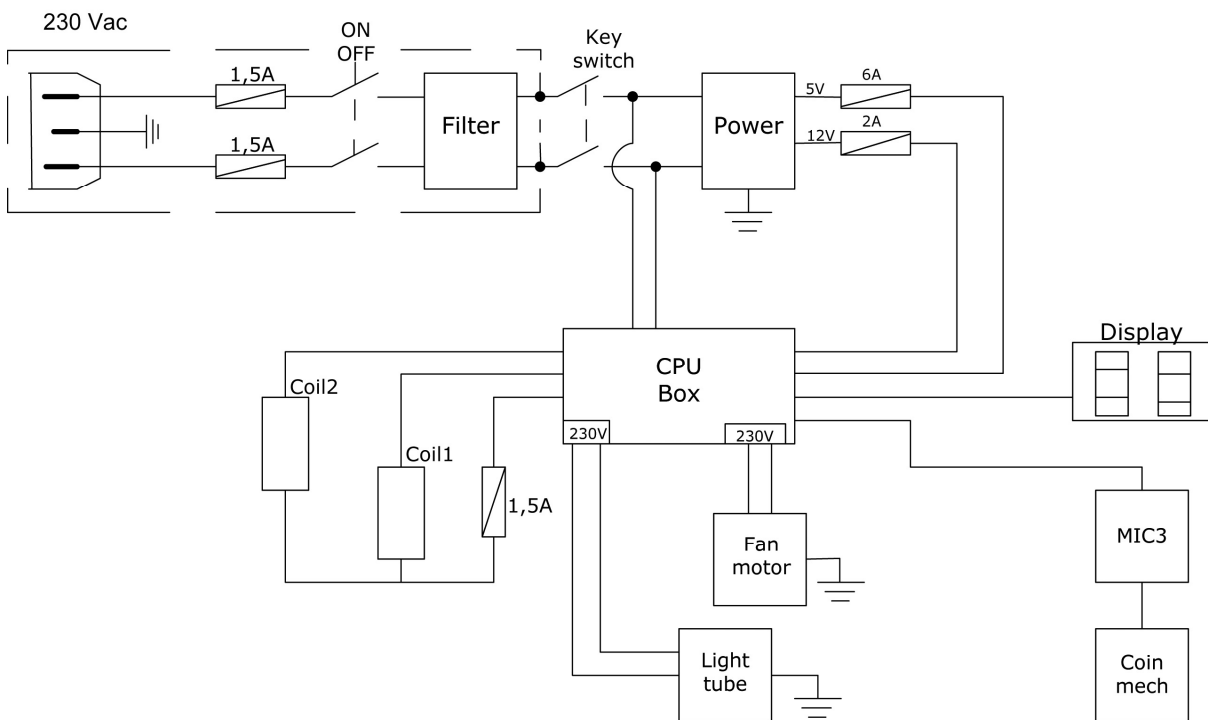 230 Vac
ON
OFF
Key
switch
1,5A
1,5A
Filter
Power
5V
6A
12V
2A
CPU
Box
Display
Coil2
Coil1
1,5A
230V
230V
Fan
motor
MIC3
Light
tube
Coin
mech